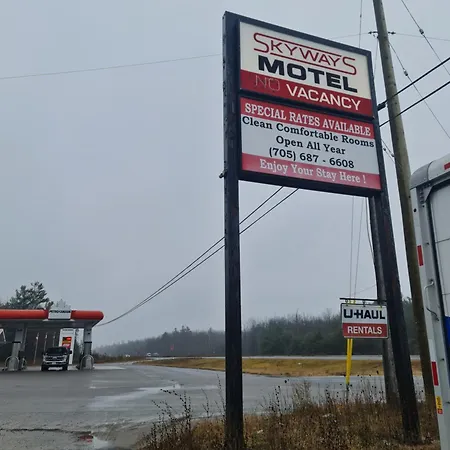 SKYWAYS
MOTEL
NO VACANCY
SPECIAL RATES AVAILABLE
Clean Comfortable Rooms
Open All Year
(705) 687 - 6608
Enjoy Your Stay Here !
U-HAUL
RENTALS